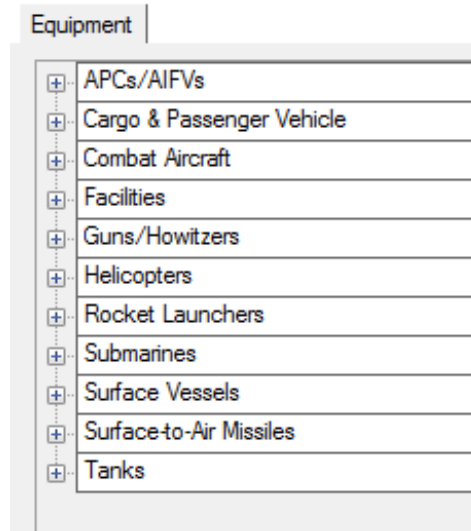 Equipment
APCs/AIFVs
Cargo & Passenger Vehicle
Combat Aircraft
Facilities
Guns/Howitzers
Helicopters
Rocket Launchers
Submarines
Surface Vessels
Surface-to-Air Missiles
Tanks